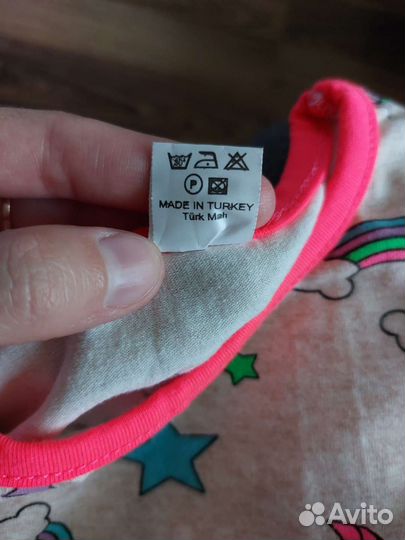 30°
P
MADE IN TURKEY
Türk Malı
Avito